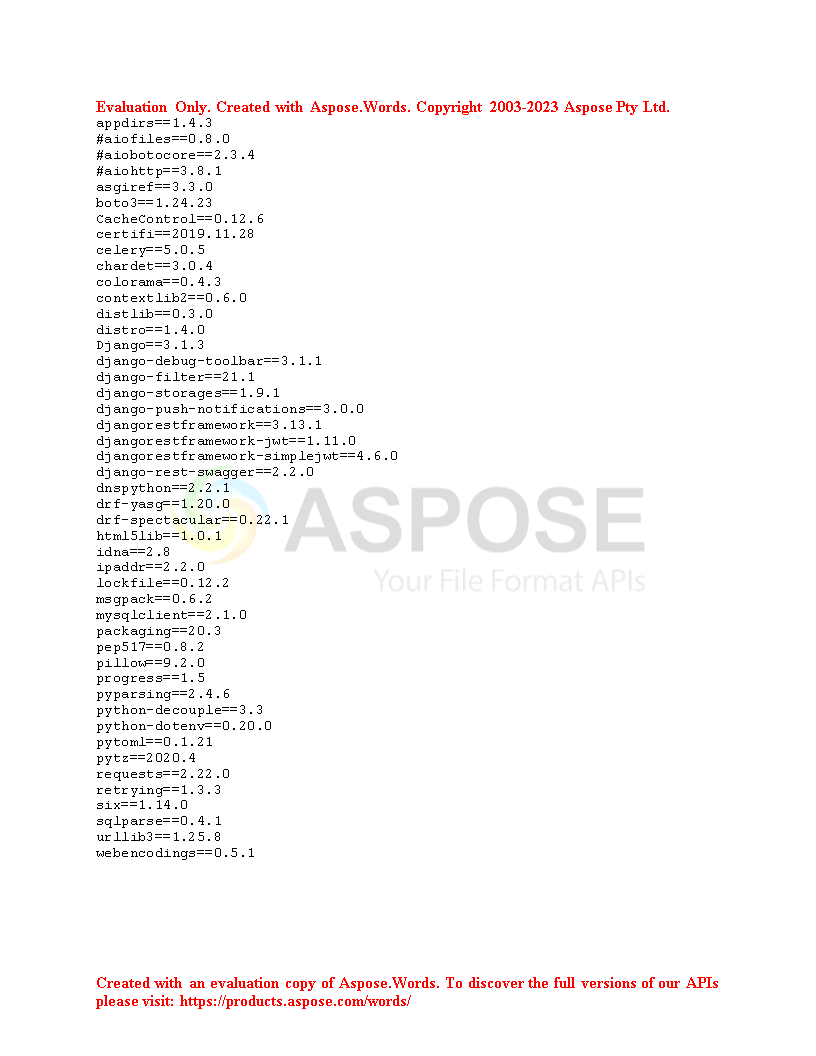 Evaluation Only. Created with Aspose.Words. Copyright 2003-2023 Aspose Pty Ltd.
appdirs==1.4.3
#aiofiles==0.8.0
#aiobotocore==2.3.4
#aiohttp==3.8.1
asgiref==3.3.0
boto3==1.24.23
CacheControl==0.12.6
certifi==2019.11.28
celery==5.0.5
chardet==3.0.4
colorama==0.4.3
contextlib2==0.6.0
distlib==0.3.0
distro==1.4.0
Django==3.1.3
django-debug-toolbar==3.1.1
django-filter==21.1
django-storages==1.9.1
django-push-notifications==3.0.0
djangorestframework==3.13.1
djangorestframework-jwt==1.11.0
djangorestframework-simplejwt==4.6.0
django-rest-swagger==2.2.0
dnspython==2.2.1
drf-yasg==1.20.0
drf-spectacular==0.22.1
html5lib==1.0.1
idna==2.8
ipaddr==2.2.0
lockfile==0.12.2
msgpack==0.6.2
mysqlclient==2.1.0
packaging==20.3
pep517==0.8.2
pillow==9.2.0
progress==1.5
pyparsing==2.4.6
python-decouple==3.3
python-dotenv==0.20.0
pytoml==0.1.21
pytz==2020.4
requests==2.22.0
retrying==1.3.3
six==1.14.0
sqlparse==0.4.1
urllib3==1.25.8
webencodings==0.5.1
ASPOSE
Your File Format APIs
Created with an evaluation copy of Aspose.Words. To discover the full versions of our APIs
please visit: https://products.aspose.com/words/